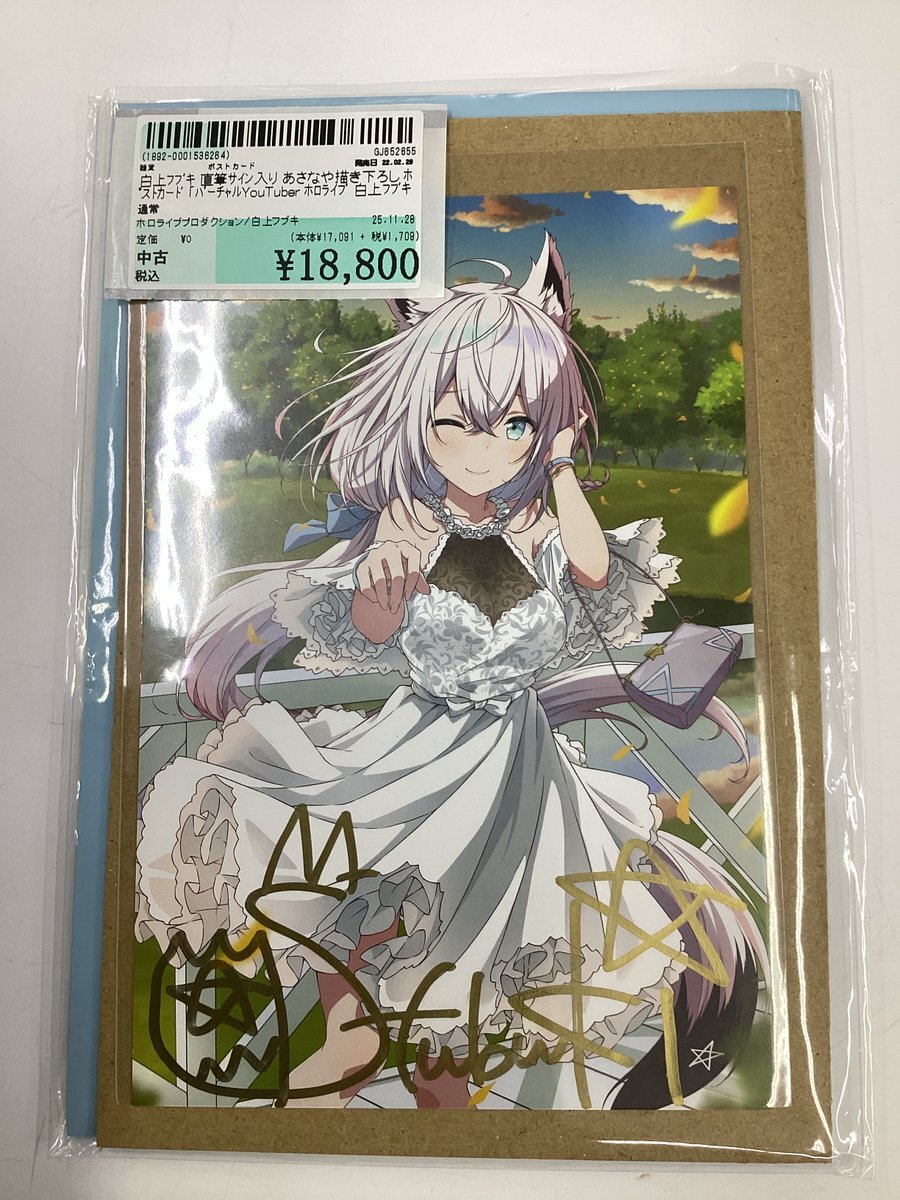 (1892-0001536264)
GJ652655
雑貨
ポストカード
発売日 22.02.28
白上フブキ 直筆サイン入り あさなや描き下ろし ポ
ストカード 「バーチャルYouTuber ホロライブ 白上フブキ
通常
ホロライブプロダクション/白上フブキ
25.11.28
定価 ¥0
(本体¥17,091 + 税¥1,709)
中古
税込
¥18,800